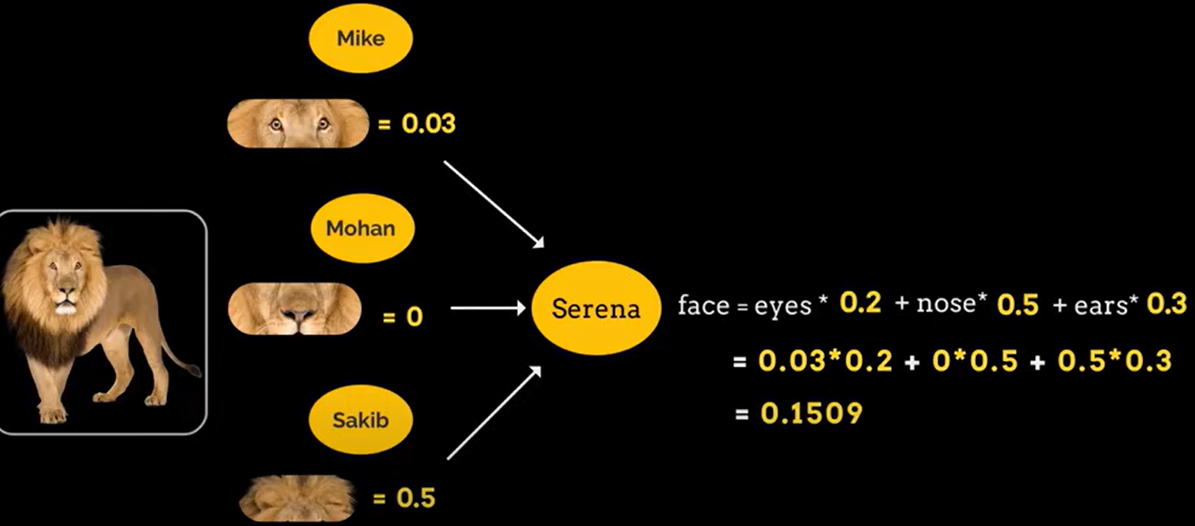 Mike
= 0.03
Mohan
= 0
Serena
face = eyes * 0.2 + nose* 0.5 + ears* 0.3
= 0.03*0.2 + 0*0.5 + 0.5*0.3
= 0.1509
Sakib
= 0.5